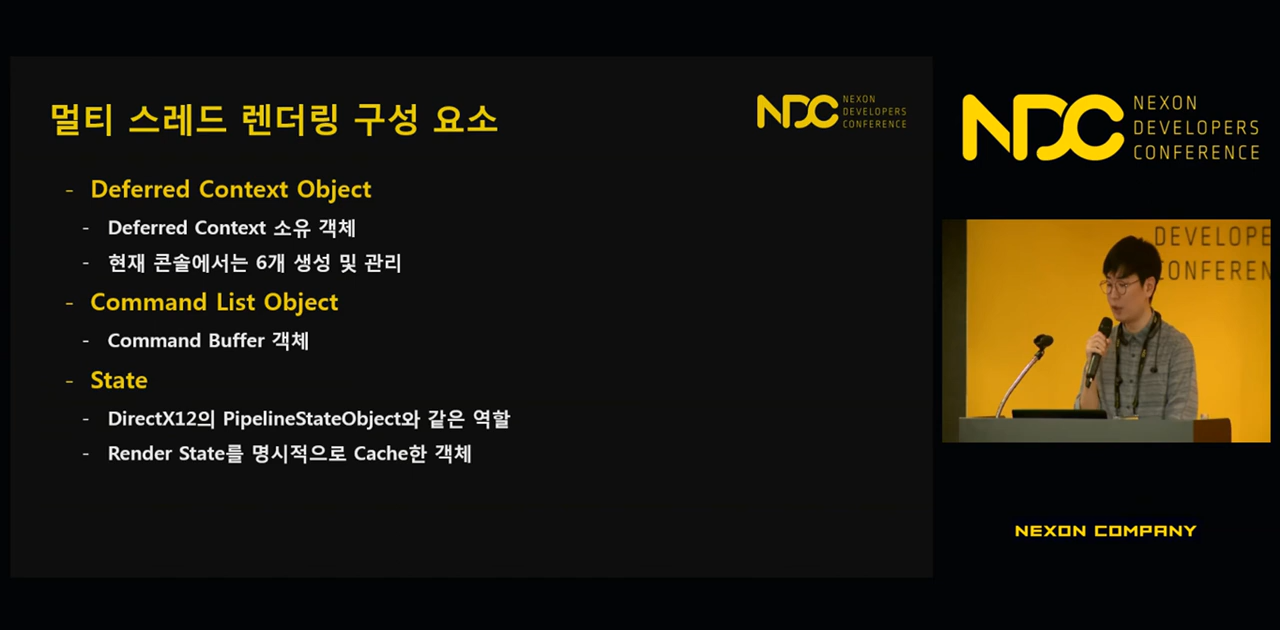 멀티 스레드 렌더링 구성 요소
NDC NEXON
DEVELOPERS
CONFERENCE
- Deferred Context Object
- Deferred Context 소유 객체
- 현재 콘솔에서는 6개 생성 및 관리
- Command List Object
- Command Buffer 객체
- State
- DirectX12의 PipelineStateObject와 같은 역할
- Render State를 명시적으로 Cache한 객체
NDC NEXON
DEVELOPERS
CONFERENCE
DEVELOPE
CONFEREN
NEXON COMPANY